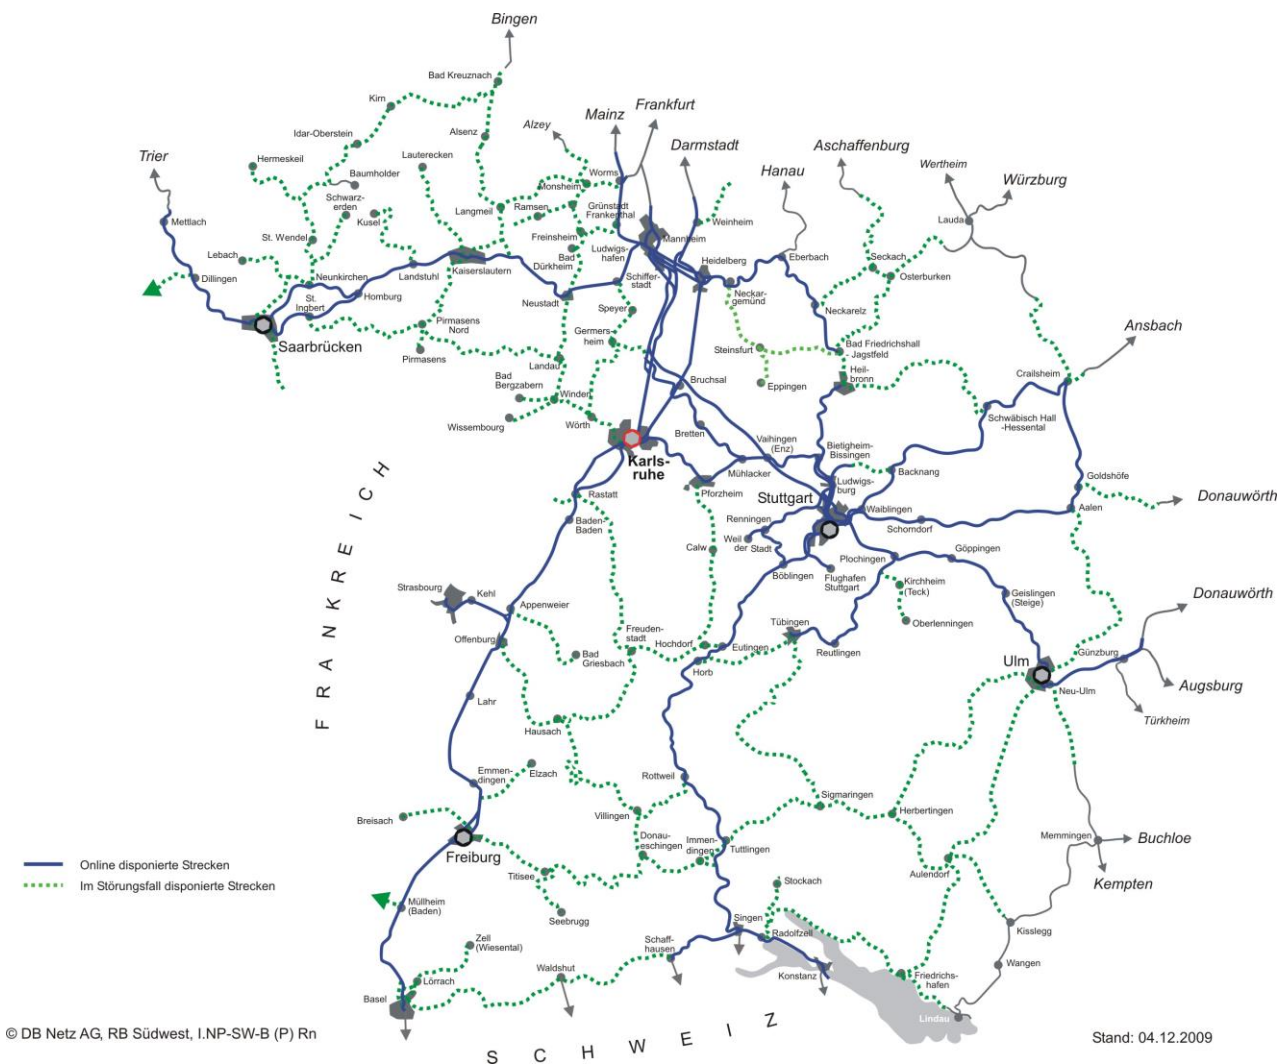 Bingen
Bad Kreuznach
Kirn
Mainz
Frankfurt
Alzey
Idar-Oberstein
Alsenz
Darmstadt
Aschaffenburg
Trier
Hermeskeil
Lauterecken
Hanau
Wertheim
Würzburg
Baumholder
Worms
Monsheim
Schwarz-
erden
Kusel
Langmeil
Ramsen
Grünstadt
Frankenthal
Weinheim
Lauda
Mettlach
St. Wendel
Freinsheim
Mannheim
Lebach
Ludwigs-
hafen
Bad
Dürkheim
Heidelberg
Eberbach
Seckach
Osterburken
Dillingen
Neunkirchen
Landstuhl
Kaiserslautern
Schiffer-
stadt
Neckar-
gemünd
St.
Ingbert
Homburg
Neustadt
Speyer
Neckarelz
Saarbrücken
Pirmasens
Nord
Germers-
heim
Steinsfurt
Bad Friedrichshall
- Jagstfeld
Ansbach
Pirmasens
Landau
Bad
Bergzabern
Bruchsal
Eppingen
Heil-
bronn
Crailsheim
Winden
Wissembourg
Wörth
Bretten
Schwäbisch Hall
-Hessental
Karls-
ruhe
Vaihingen
(Enz)
Bietigheim-
Bissingen
Mühlacker
Backnang
Goldshöfe
Pforzheim
Ludwigs-
burg
Rastatt
Stuttgart
Donauwörth
Waiblingen
Aalen
Baden-
Baden
Renningen
Schorndorf
Weil
der Stadt
Calw
Plochingen
Göppingen
Böblingen
Flughafen
Stuttgart
Strasbourg
Kehl
Kirchheim
(Teck)
Geislingen
(Steige)
Donauwörth
Appenweier
Oberlenningen
Offenburg
Freuden-
stadt
Hochdorf
Eutingen
Tübingen
Reutlingen
Bad
Griesbach
Horb
Ulm
Günzburg
Neu-Ulm
Augsburg
Türkheim
Lahr
FRANKREICH
Hausach
Emmen-
dingen
Elzach
Rottweil
Sigmaringen
Herbertingen
Breisach
Villingen
Memmingen
Buchloe
Freiburg
Donau-
eschingen
Immen-
dingen
Tuttlingen
Online disponierte Strecken
Im Störungsfall disponierte Strecken
Titisee
Aulendorf
Kempten
Stockach
Müllheim
(Baden)
Seebrugg
Singen
Kisslegg
Zell
(Wiesental)
Schaff-
hausen
Radolfzell
Waldshut
Wangen
Lörrach
Konstanz
Friedrichs-
hafen
Basel
Lindau
© DB Netz AG, RB Südwest, I.NP-SW-B (P) Rn
SCHWEIZ
Stand: 04.12.2009